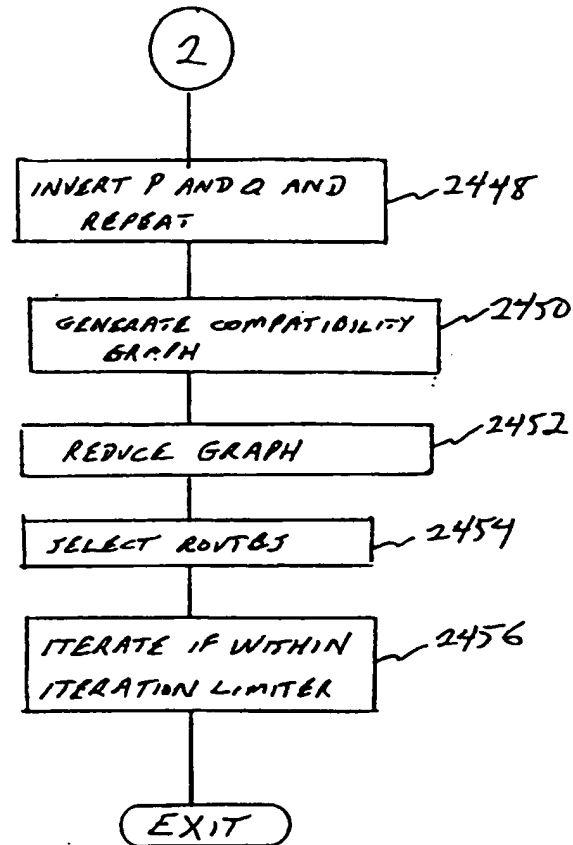 2
INVERT P AND Q AND
REPEAT
2448
GENERATE COMPATIBILITY
GRAPH
2450
REDUCE GRAPH
2452
SELECT ROUTES
2454
ITERATE IF WITHIN
ITERATION LIMITER
2456
EXIT